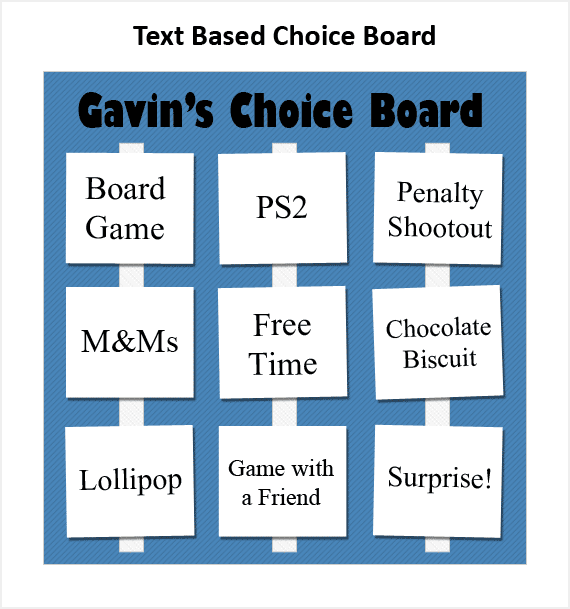 Text Based Choice Board
Gavin's Choice Board
Board
Game
PS2
Penalty
Shootout
M&Ms
Free
Time
Chocolate
Biscuit
Lollipop
Game with
a Friend
Surprise!